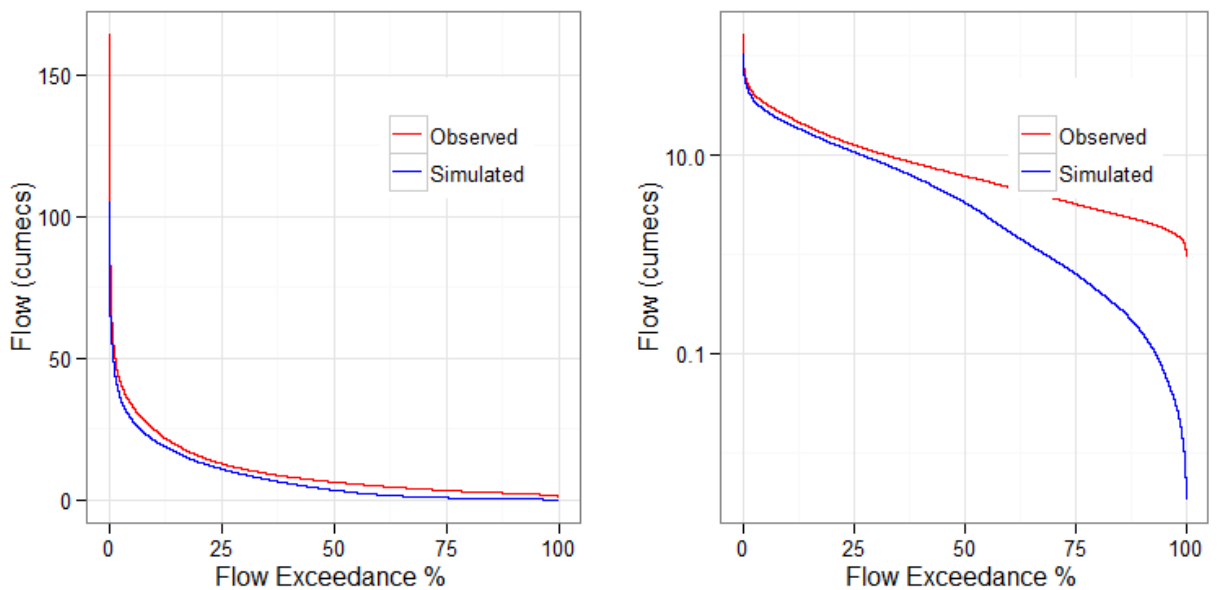 Flow (cumecs)
150
100
50
0
Observed
Simulated
0 25 50 75 100
Flow Exceedance %
Flow (cumecs)
10.0
0.1
Observed
Simulated
0 25 50 75 100
Flow Exceedance %